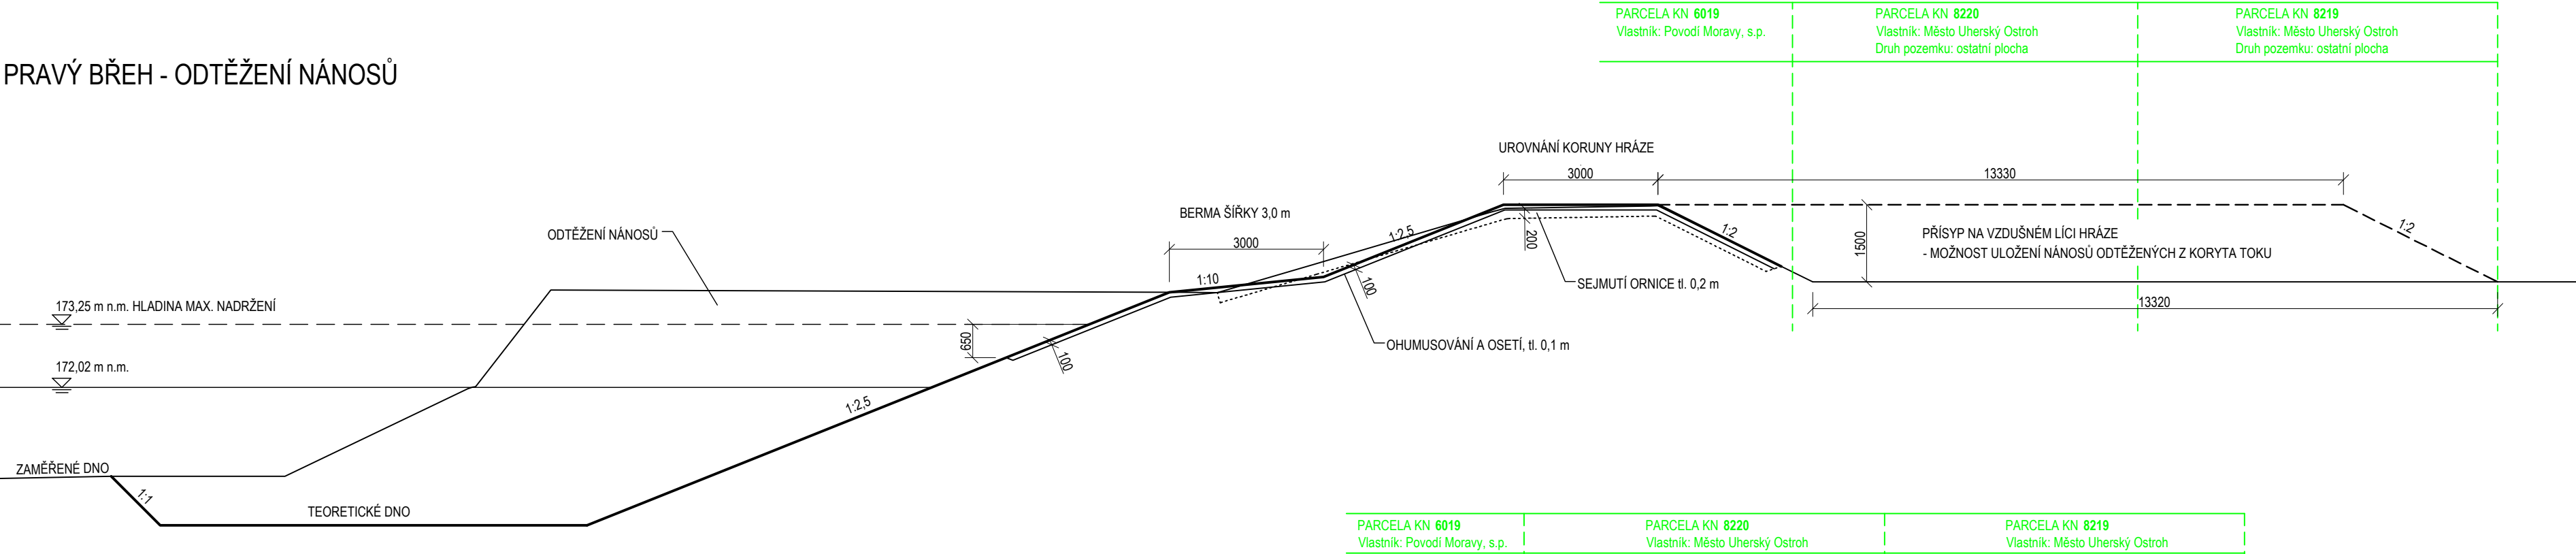 PARCELA KN 6019
Vlastník: Povodí Moravy, s.p.
PARCELA KN 8220
Vlastník: Město Uherský Ostroh
Druh pozemku: ostatní plocha
PARCELA KN 8219
Vlastník: Město Uherský Ostroh
Druh pozemku: ostatní plocha
PRAVÝ BŘEH - ODTĚŽENÍ NÁNOSŮ
UROVNÁNÍ KORUNY HRÁZE
3000
13330
BERMA ŠÍŘKY 3,0 m
3000
ODTĚŽENÍ NÁNOSŮ
1:10
1:2,5
200
1:2
1500
PŘÍSYP NA VZDUŠNÉM LÍCI HRÁZE
- MOŽNOST ULOŽENÍ NÁNOSŮ ODTĚŽENÝCH Z KORYTA TOKU
1:2
SEJMUTÍ ORNICE tl. 0,2 m
100
13320
173,25 m n.m. HLADINA MAX. NADRŽENÍ
650
100
OHUMUSOVÁNÍ A OSETÍ, tl. 0,1 m
172,02 m n.m.
1:2,5
ZAMĚŘENÉ DNO
1:1
TEORETICKÉ DNO
PARCELA KN 6019
Vlastník: Povodí Moravy, s.p.
PARCELA KN 8220
Vlastník: Město Uherský Ostroh
PARCELA KN 8219
Vlastník: Město Uherský Ostroh